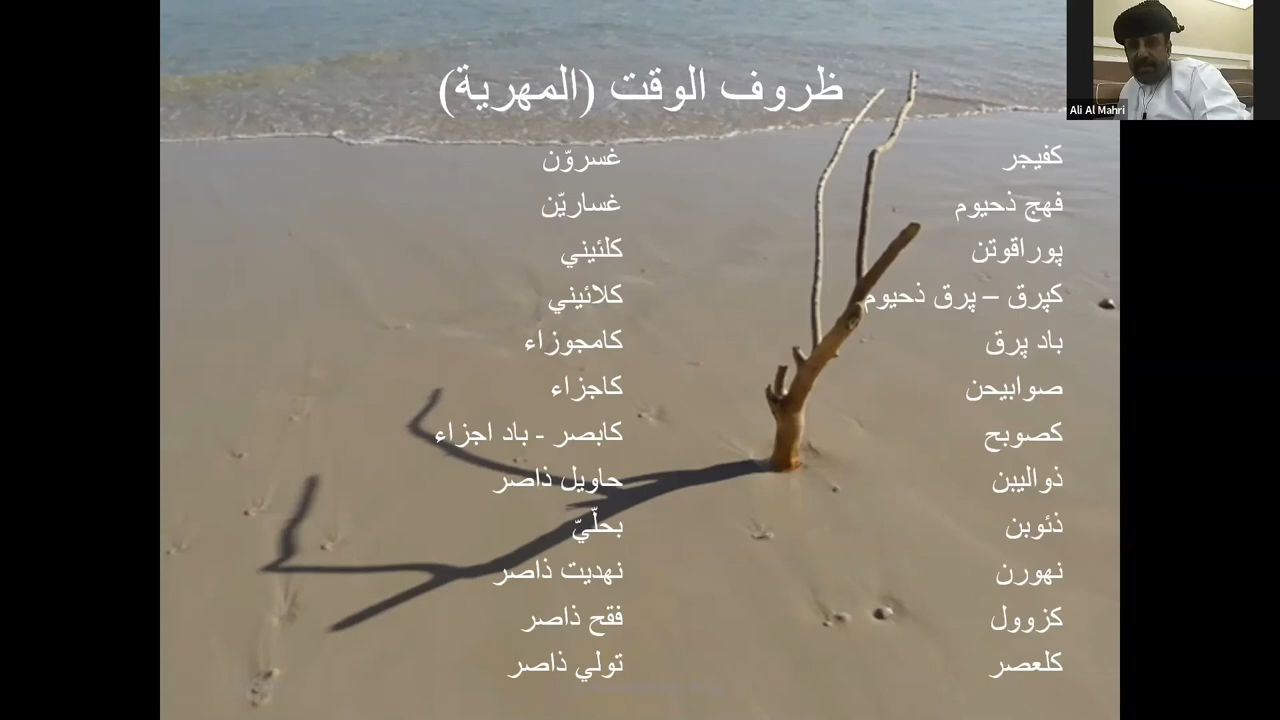 ظروف الوقت (المهرية)
كفيجر
فهج ذحيوم
پوراقوتن
كپرق – پرق ذحيوم
باد پرق
صوابيحن
كصوبح
ذواليبن
ذئوبن
نهورن
كزوول
كلعصر
غسروّن
غساريّن
كلئيني
كلائيني
كامجوزاء
كاجزاء
كابصر - باد اجزاء
حاويل ذاصر
بحلّيّ
نهديت ذاصر
فقح ذاصر
تولي ذاصر
Ali Al Mahri